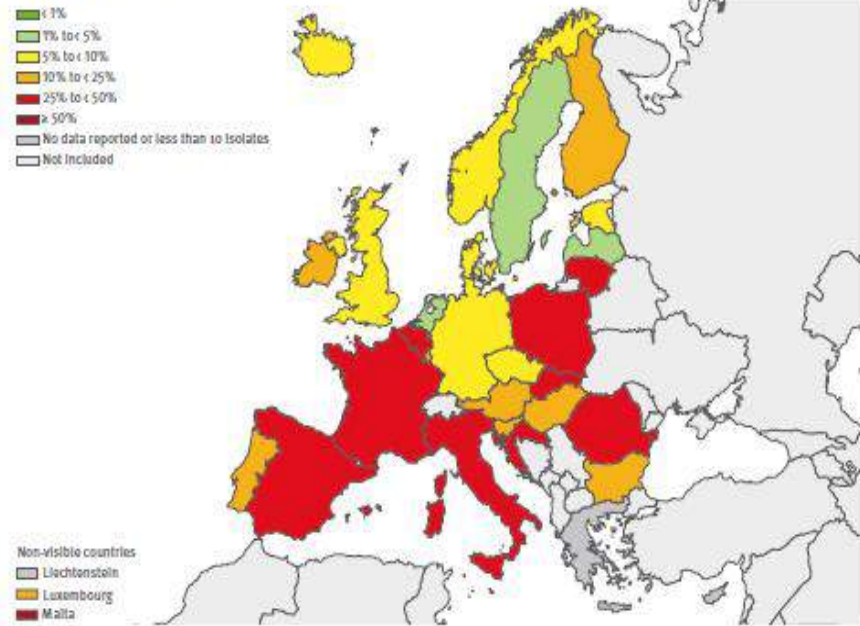 < 1%
1% to < 5%
5% to < 10%
10% to < 25%
25% to < 50%
≥ 50%
No data reported or less than 10 isolates
Not included
Non-visible countries
Liechtenstein
Luxembourg
Malta